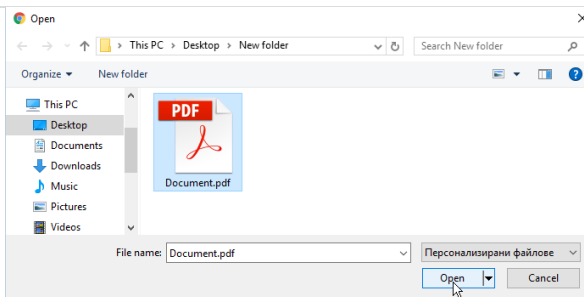 Open
This PC > Desktop > New folder
Search New folder
Organize
New folder
This PC
Desktop
Documents
Downloads
Music
Pictures
Videos
PDF
Document.pdf
File name: Document.pdf
Персонализирани файлове
Open
Cancel